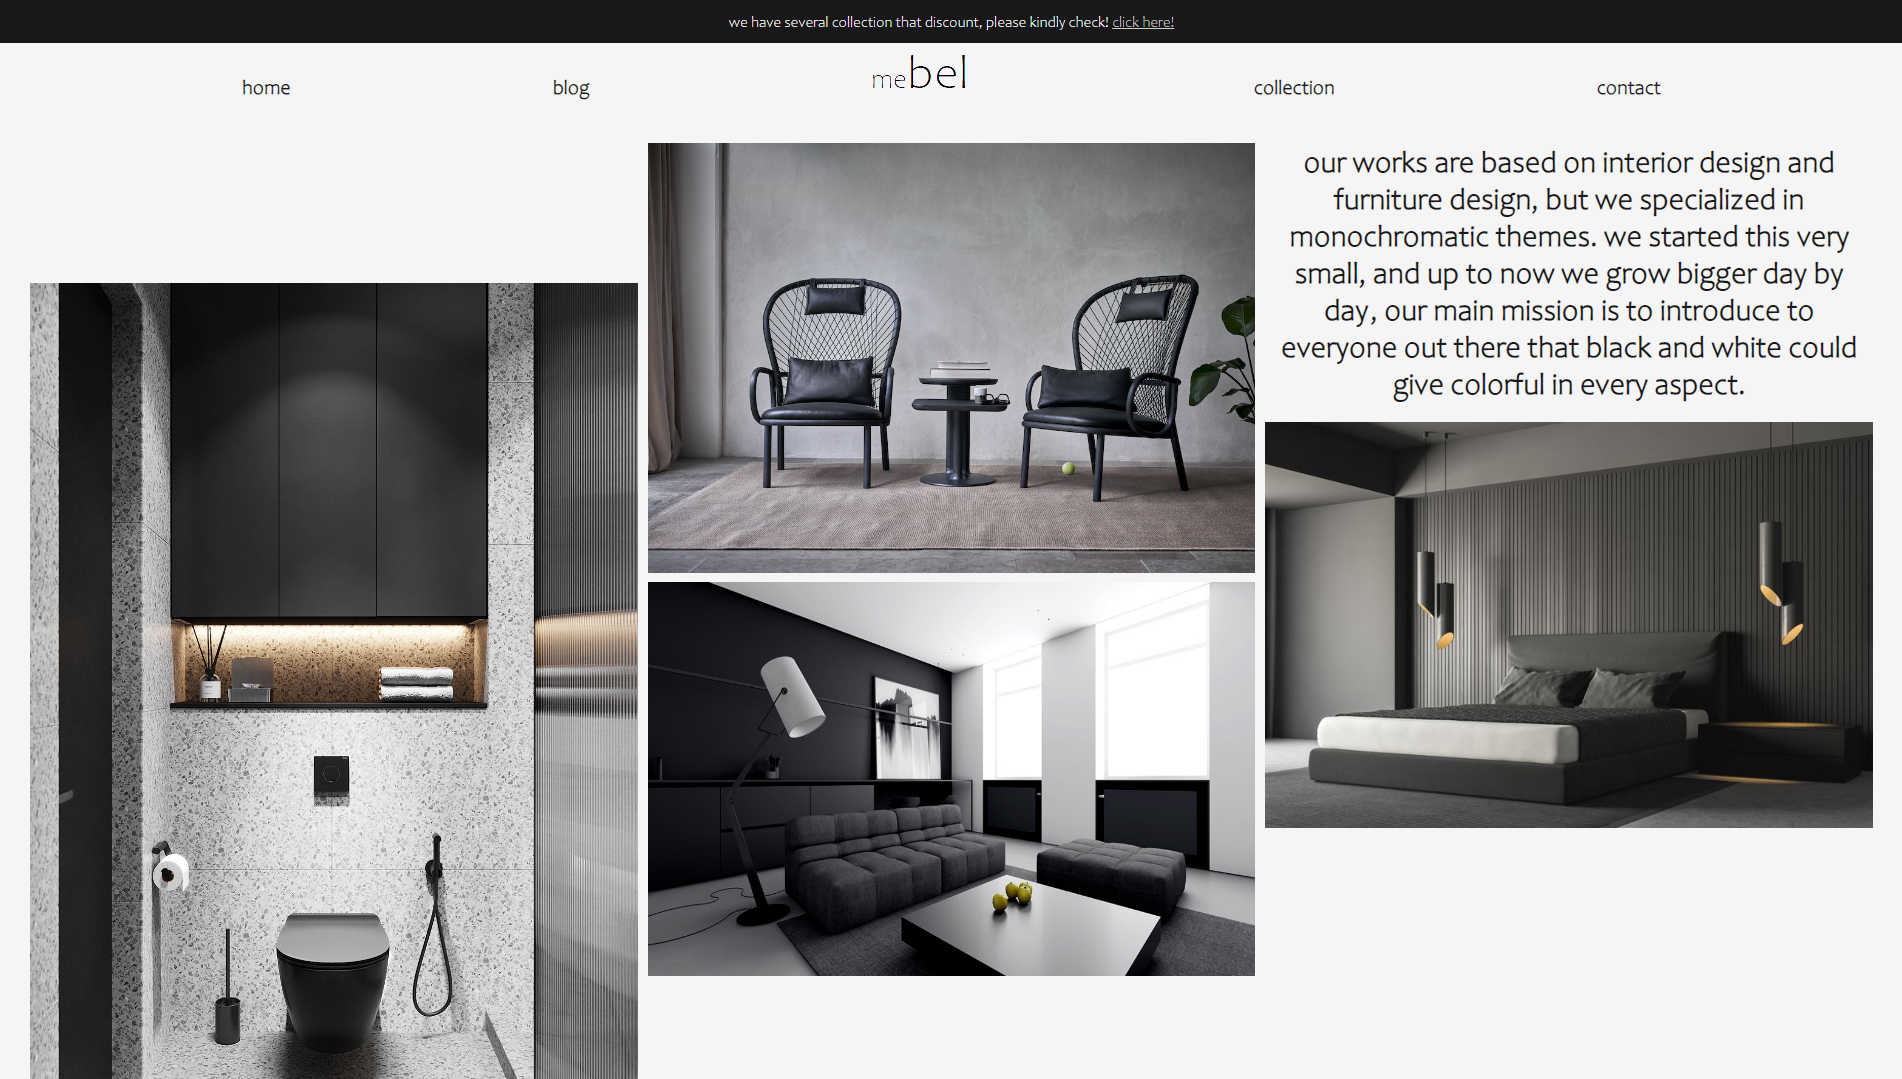 we have several collection that discount, please kindly check! click here!
home
blog
mebel
collection
contact
our works are based on interior design and
furniture design, but we specialized in
monochromatic themes. we started this very
small, and up to now we grow bigger day by
day, our main mission is to introduce to
everyone out there that black and white could
give colorful in every aspect.